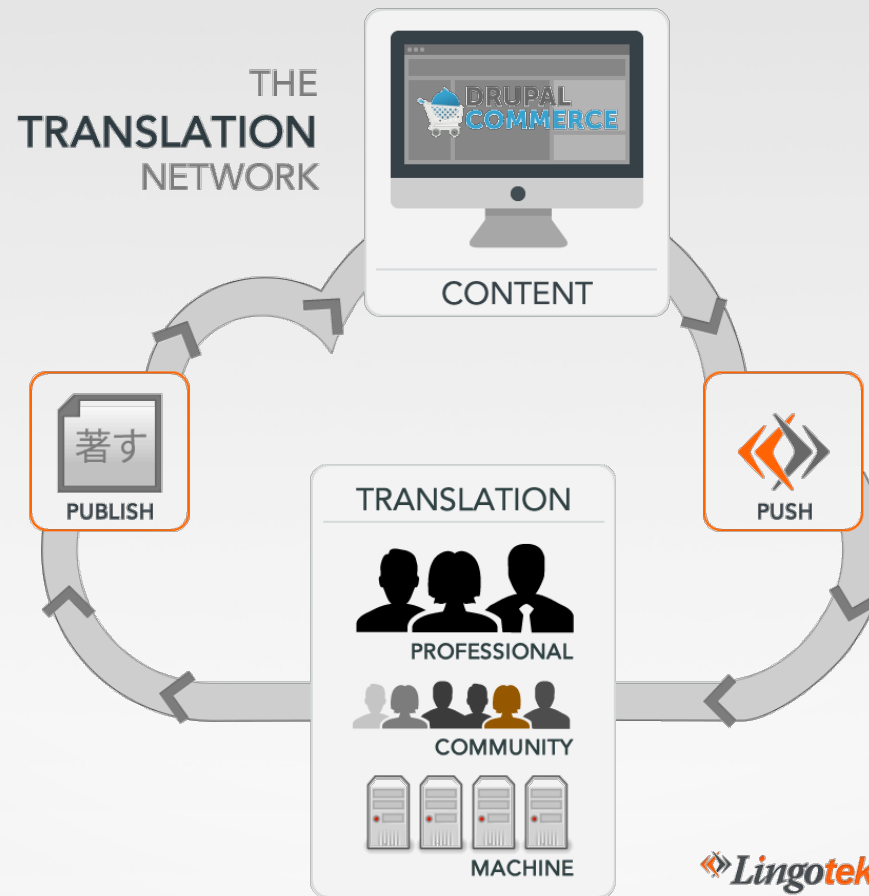 THE
TRANSLATION
NETWORK
DRUPAL
COMMERCE
CONTENT
著す
PUBLISH
PUSH
TRANSLATION
PROFESSIONAL
COMMUNITY
MACHINE
Lingotek